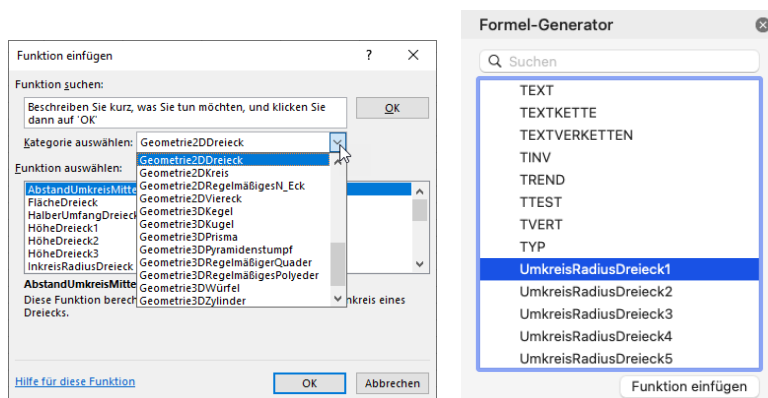 Funktion einfügen
?
Funktion suchen:
Beschreiben Sie kurz, was Sie tun möchten, und klicken Sie
dann auf 'OK'
OK
Kategorie auswählen: Geometrie2DDreieck
Geometrie2DDreieck
Geometrie2DKreis
Geometrie2DRegelmäßigesN_Eck
Geometrie2DViereck
Geometrie3DKegel
Geometrie3DKugel
Geometrie3DPrisma
Geometrie3DPyramidenstumpf
Geometrie3DRegelmäßigerQuader
Geometrie3DRegelmäßigesPolyeder
Geometrie3DWürfel
Geometrie3DZylinder
Funktion auswählen:
AbstandUmkreisMitte
FlächeDreieck
HalberUmfangDreieck
HöheDreieck1
HöheDreieck2
HöheDreieck3
InkreisRadiusDreieck
AbstandUmkreisMitte
Diese Funktion berech nkreis eines
Dreiecks.
Hilfe für diese Funktion
OK
Abbrechen
Formel-Generator
Suchen
TEXT
TEXTKETTE
TEXTVERKETTEN
TINV
TREND
TTEST
TVERT
TYP
UmkreisRadiusDreieck1
UmkreisRadiusDreieck2
UmkreisRadiusDreieck3
UmkreisRadiusDreieck4
UmkreisRadiusDreieck5
Funktion einfügen